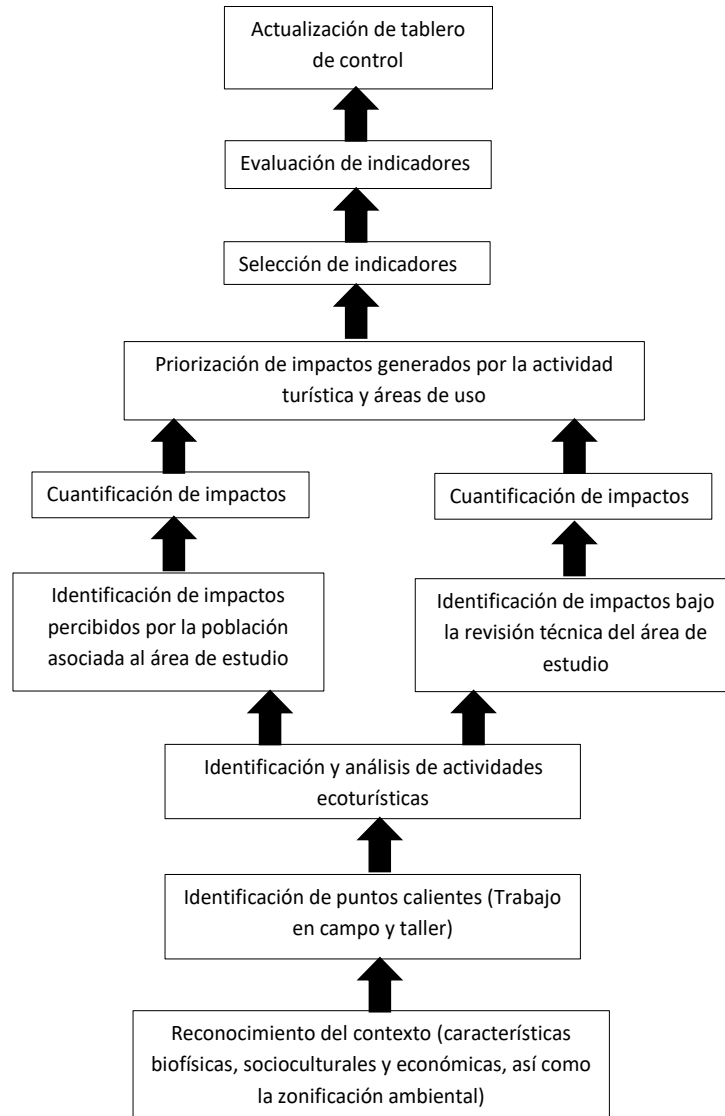 Actualización de tablero
de control
Evaluación de indicadores
Selección de indicadores
Priorización de impactos generados por la actividad
turística y áreas de uso
Cuantificación de impactos
Cuantificación de impactos
Identificación de impactos
percibidos por la población
asociada al área de estudio
Identificación de impactos bajo
la revisión técnica del área de
estudio
Identificación y análisis de actividades
ecoturísticas
Identificación de puntos calientes (Trabajo
en campo y taller)
Reconocimiento del contexto (características
biofísicas, socioculturales y económicas, así como
la zonificación ambiental)